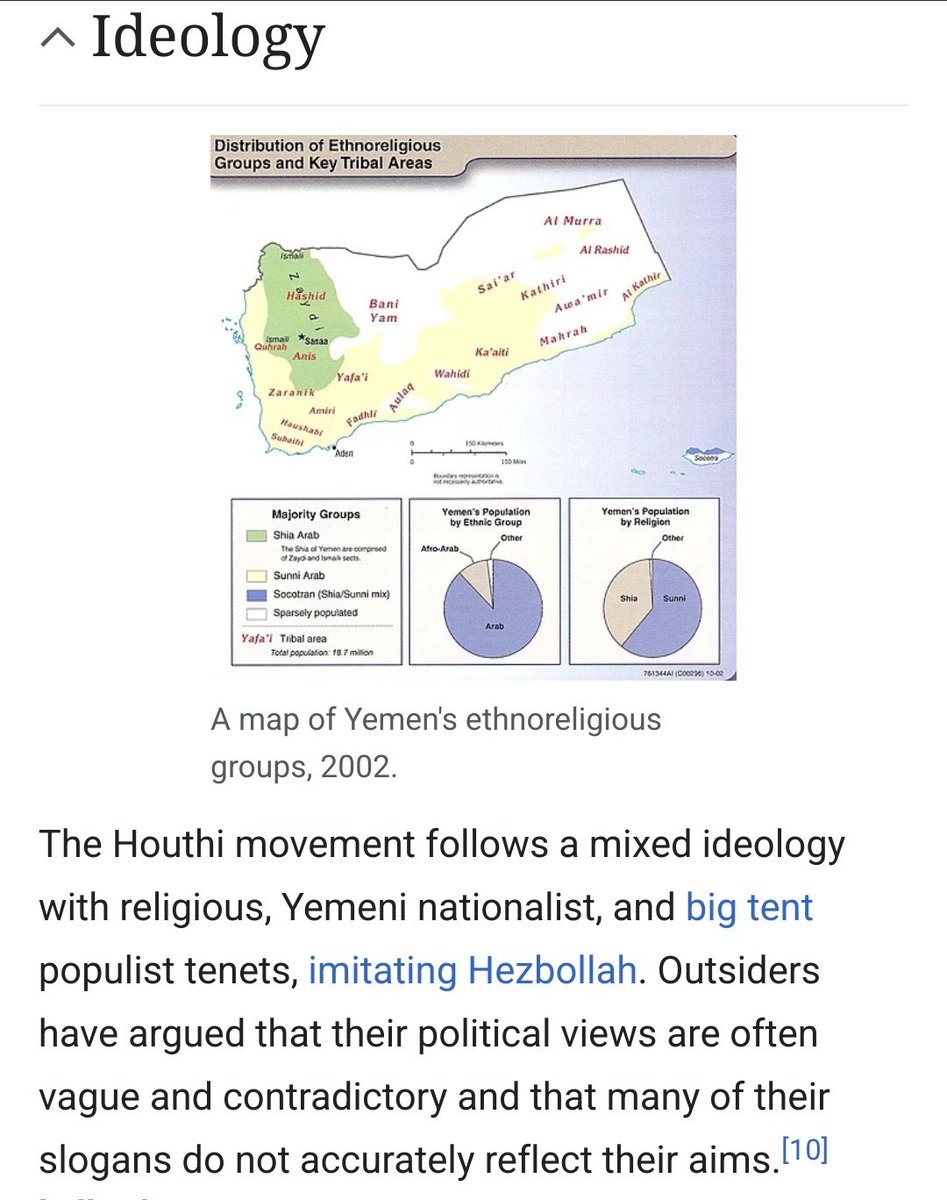 Ideology
Distribution of Ethnoreligious
Groups and Key Tribal Areas
Al Murra
Ismaili
Al Rashid
Sai'ar
Al Kathir
Kathiri
Zaydi
Hashid
Awa'mir
Bani
Yam
Mahrah
Ismaili
Sanaa
Quhrah
Anis
Ka'aiti
Yafa'i
Wahidi
Zaranik
Aulaq
Amiri
Fadhli
Haushabi
Subaihi
Aden
0 150 Kilometers
0 150 Miles
Boundary representation is
not necessarily authoritative.
Socotra
Majority Groups
Shia Arab
The Shia of Yemen are comprised
of Zaydi and Ismaili sects.
Sunni Arab
Socotran (Shia/Sunni mix)
Sparsely populated
Yafa'i Tribal area
Total population: 18.7 million
Yemen's Population
by Ethnic Group
Other
Afro-Arab
Arab
Yemen's Population
by Religion
Other
Shia
Sunni
761344AI (C00296) 10-02
A map of Yemen's ethnoreligious
groups, 2002.
The Houthi movement follows a mixed ideology
with religious, Yemeni nationalist, and big tent
populist tenets, imitating Hezbollah. Outsiders
have argued that their political views are often
vague and contradictory and that many of their
slogans do not accurately reflect their aims.[10]